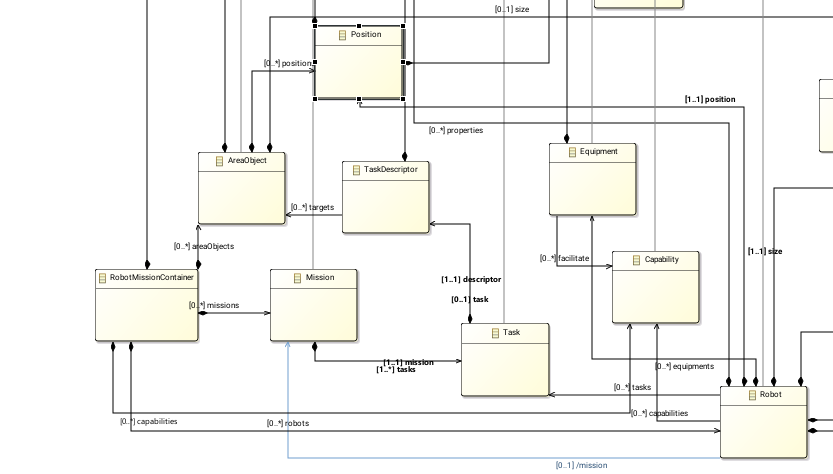 [0..1] size
Position
[0..*] position
[1..1] position
[0..*] properties
AreaObject
TaskDescriptor
Equipment
[0..*] targets
[0..*] areaObjects
[1..1] size
[0..*] facilitate
Capability
RobotMissionContainer
Mission
[1..1] descriptor
[0..1] task
[0..*] missions
Task
[1..1] mission
[1..*] tasks
[0..*] equipments
[0..*] tasks
Robot
[0..*] capabilities
[0..*] capabilities
[0..*] robots
[0..1] /mission